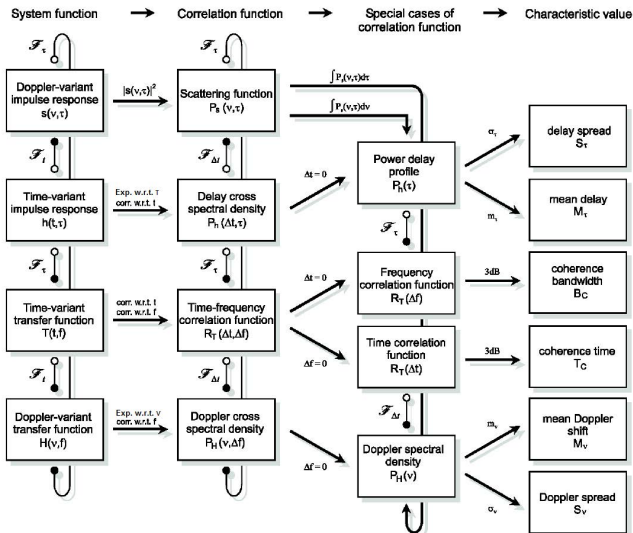 System function
Correlation function
Special cases of
correlation function
Characteristic value
ℱτ
ℱτ
Doppler-variant
impulse response
s(ν,τ)
|s(ν,τ)|²
Scattering function
Ps(ν,τ)
∫Ps(ν,τ)dτ
∫Ps(ν,τ)dν
ℱt
ℱΔt
Power delay
profile
Ph(τ)
στ
delay spread
Sτ
mτ
mean delay
Mτ
Time-variant
impulse response
h(t,τ)
Exp. w.r.t. τ
corr. w.r.t. t
Delay cross
spectral density
Ph(Δt,τ)
Δt = 0
ℱτ
ℱτ
ℱτ
Time-variant
transfer function
T(t,f)
corr. w.r.t. t
corr. w.r.t. f
Time-frequency
correlation function
RT(Δt,Δf)
Δt = 0
Frequency
correlation function
RT(Δf)
3dB
coherence
bandwidth
BC
Δf = 0
Time correlation
function
RT(Δt)
3dB
coherence time
TC
ℱt
ℱΔt
ℱΔt
Doppler-variant
transfer function
H(ν,f)
Exp. w.r.t. ν
corr. w.r.t. f
Doppler cross
spectral density
PH(ν,Δf)
Δf = 0
Doppler spectral
density
PH(ν)
mν
mean Doppler
shift
Mν
σν
Doppler spread
Sν